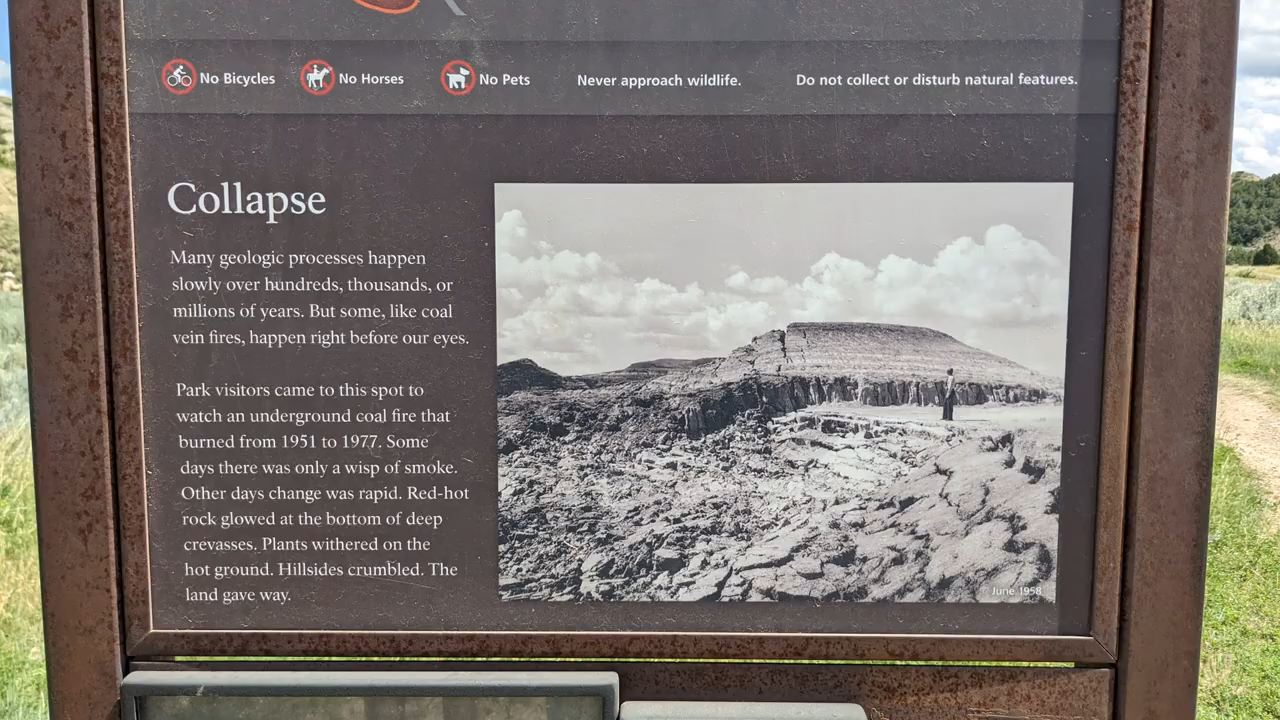 No Bicycles No Horses No Pets Never approach wildlife. Do not collect or disturb natural features.
Collapse
Many geologic processes happen
slowly over hundreds, thousands, or
millions of years. But some, like coal
vein fires, happen right before our eyes.
Park visitors came to this spot to
watch an underground coal fire that
burned from 1951 to 1977. Some
days there was only a wisp of smoke.
Other days change was rapid. Red-hot
rock glowed at the bottom of deep
crevasses. Plants withered on the
hot ground. Hillsides crumbled. The
land gave way.
June 1958